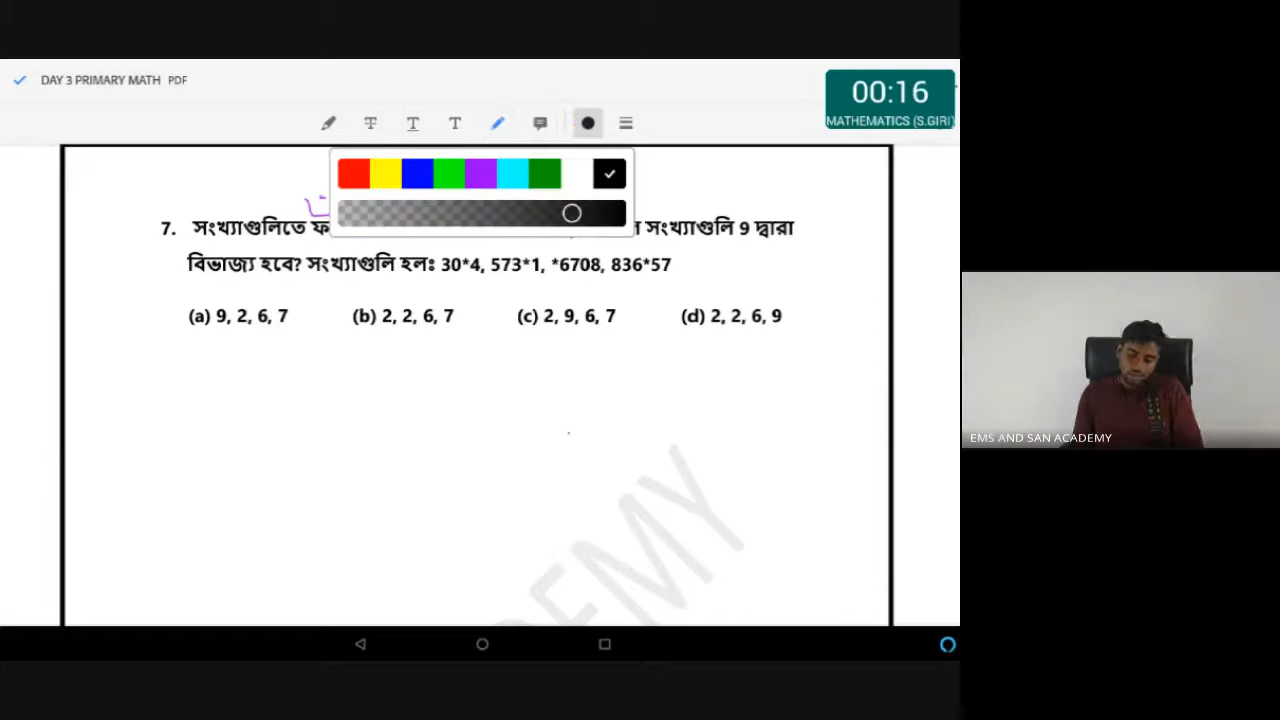 DAY 3 PRIMARY MATH PDF
00:16
MATHEMATICS (S.GIRI)
7. সংখ্যাগুলিতে সংখ্যাগুলি 9 দ্বারা
বিভাজ্য হবে? সংখ্যাগুলি হলঃ 30*4, 573*1, *6708, 836*57
(a) 9, 2, 6, 7 (b) 2, 2, 6, 7 (c) 2, 9, 6, 7 (d) 2, 2, 6, 9
EMS AND SAN ACADEMY